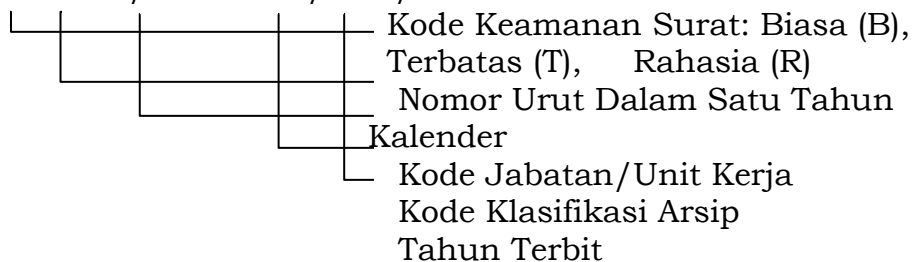 Kode Keamanan Surat: Biasa (B),
Terbatas (T), Rahasia (R)
Nomor Urut Dalam Satu Tahun
Kalender
Kode Jabatan/Unit Kerja
Kode Klasifikasi Arsip
Tahun Terbit